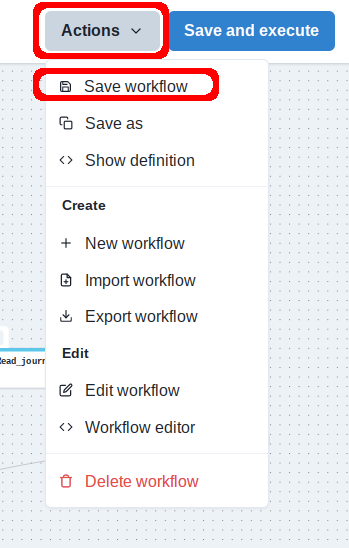 Actions
Save and execute
Save workflow
Save as
Show definition
Create
New workflow
Import workflow
Export workflow
Edit
Read_journ
Edit workflow
Workflow editor
Delete workflow